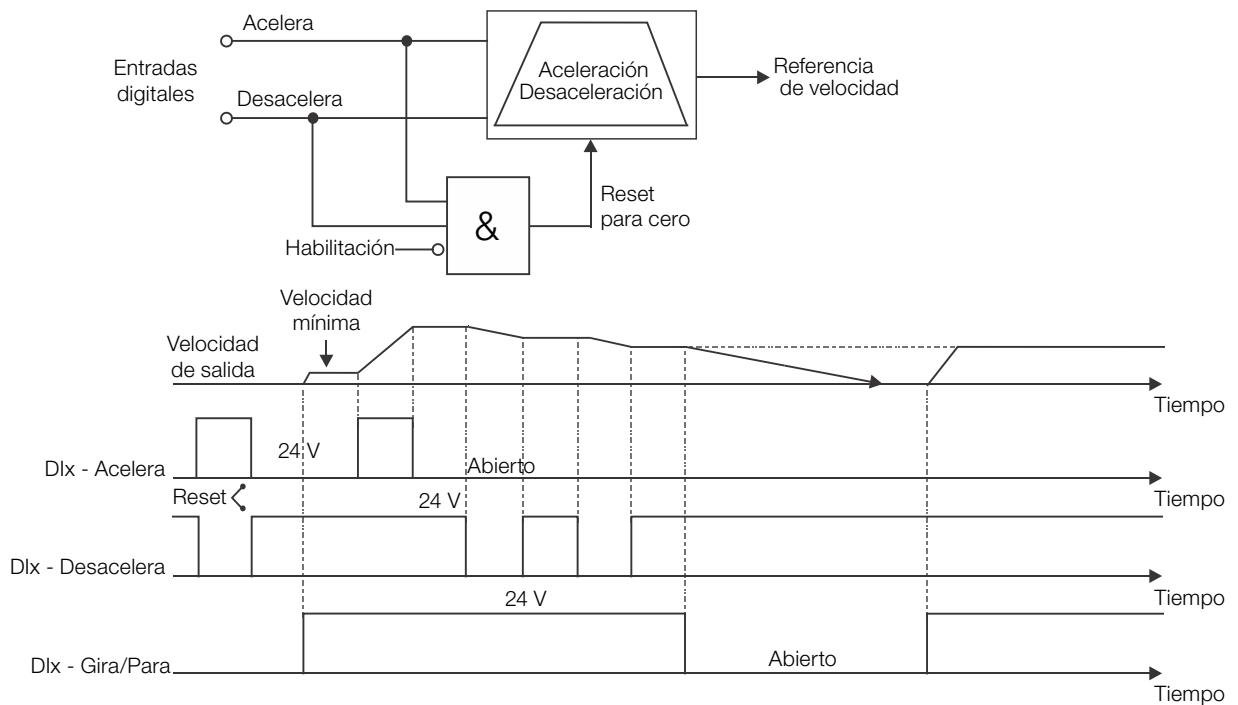 Acelera
Entradas
digitales
Desacelera
Aceleración
Desaceleración
Referencia
de velocidad
Reset
para cero
&
Habilitación
Velocidad
mínima
Velocidad
de salida
Tiempo
24 V
DIx - Acelera
Abierto
Tiempo
Reset
24 V
DIx - Desacelera
Tiempo
24 V
DIx - Gira/Para
Abierto
Tiempo